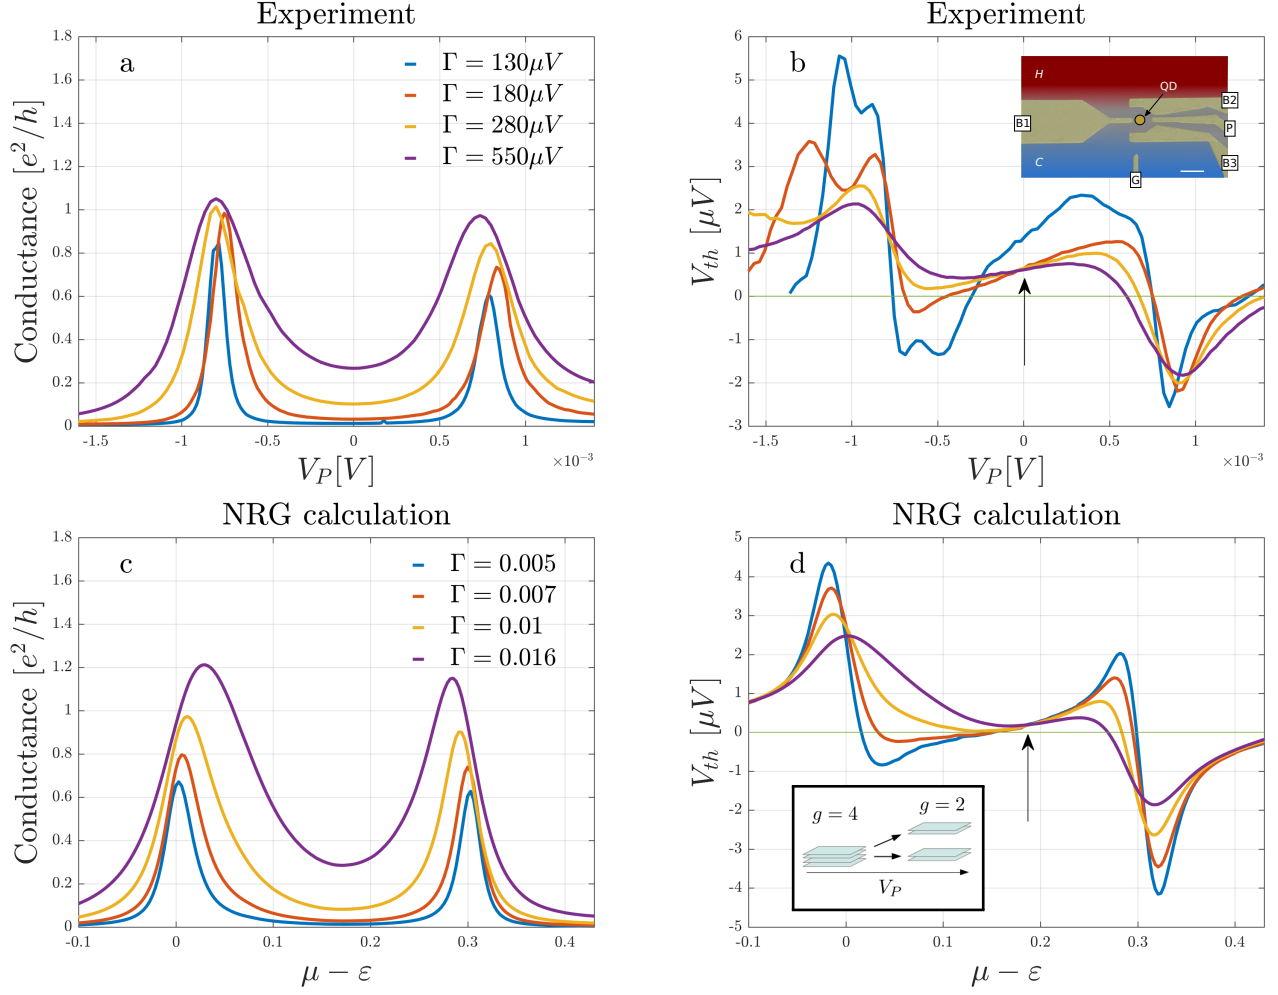 Experiment
a
Γ = 130μV
Γ = 180μV
Γ = 280μV
Γ = 550μV
Conductance [e²/h]
1.8
1.6
1.4
1.2
1
0.8
0.6
0.4
0.2
0
-1.5 -1 -0.5 0 0.5 1
×10⁻³
V_P[V]
Experiment
b
V_th [μV]
6
5
4
3
2
1
0
-1
-2
-3
-1.5 -1 -0.5 0 0.5 1
×10⁻³
V_P[V]
H
QD
B2
B1
P
C
B3
G
NRG calculation
c
Γ = 0.005
Γ = 0.007
Γ = 0.01
Γ = 0.016
Conductance [e²/h]
1.8
1.6
1.4
1.2
1
0.8
0.6
0.4
0.2
0
-0.1 0 0.1 0.2 0.3 0.4
μ − ε
NRG calculation
d
V_th [μV]
5
4
3
2
1
0
-1
-2
-3
-4
-5
-0.1 0 0.1 0.2 0.3 0.4
μ − ε
g = 4
g = 2
V_P